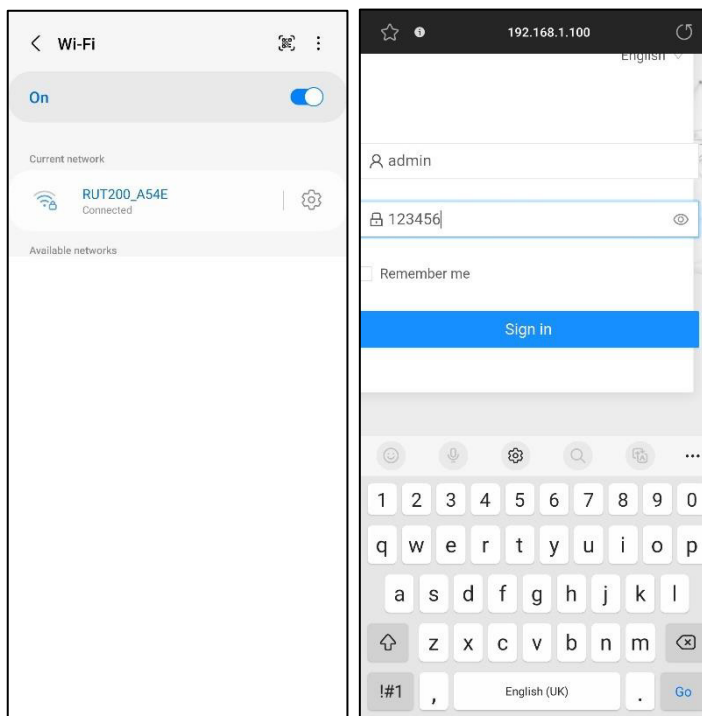 Wi-Fi
On
Current network
RUT200_A54E
Connected
Available networks
192.168.1.100
English
admin
123456
Remember me
Sign in
1 2 3 4 5 6 7 8 9 0
q w e r t y u i o p
a s d f g h j k l
z x c v b n m
!#1 , English (UK) . Go